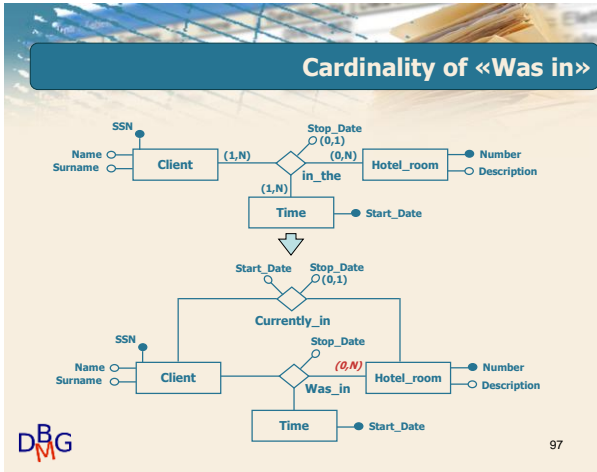 Cardinality of «Was in»
SSN
Stop_Date
(0,1)
Name
Surname
Client
(1,N)
(0,N)
in_the
Hotel_room
Number
Description
(1,N)
Time
Start_Date
Start_Date
Stop_Date
(0,1)
Currently_in
SSN
Stop_Date
Name
Surname
Client
(0,N)
Was_in
Hotel_room
Number
Description
Time
Start_Date
DBMG
97